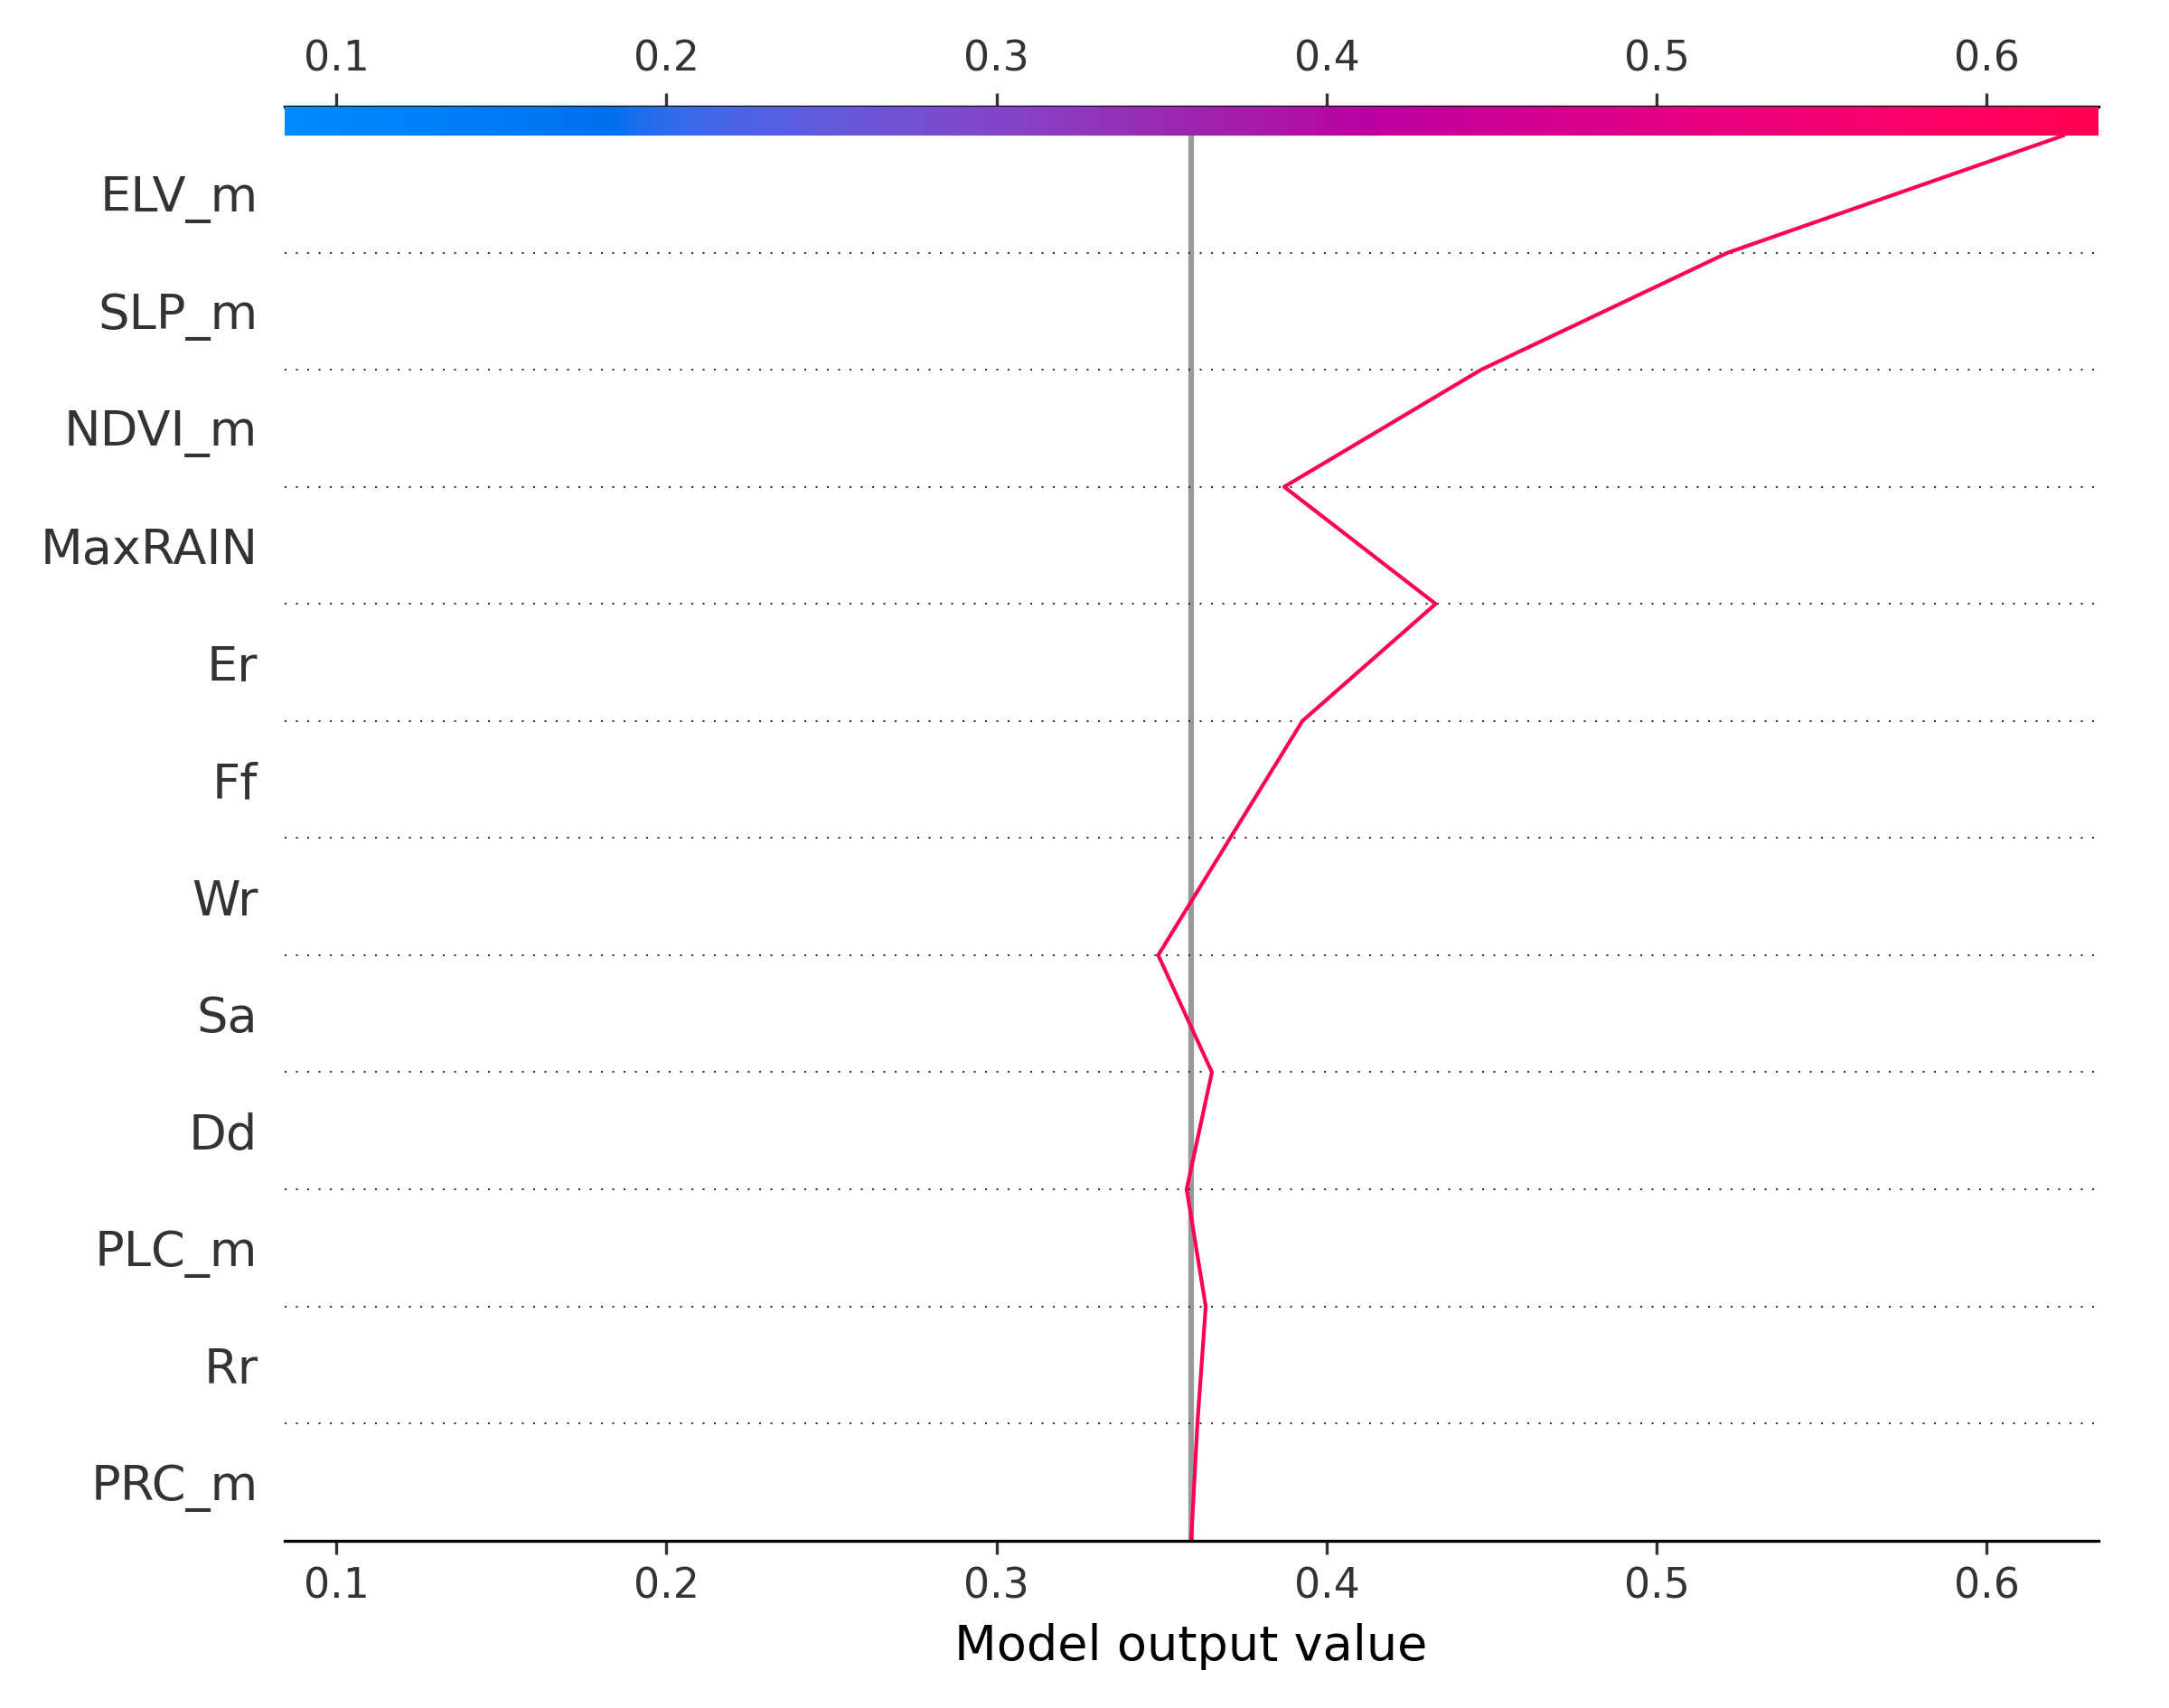 0.1 0.2 0.3 0.4 0.5 0.6
ELV_m
SLP_m
NDVI_m
MaxRAIN
Er
Ff
Wr
Sa
Dd
PLC_m
Rr
PRC_m
0.1 0.2 0.3 0.4 0.5 0.6
Model output value